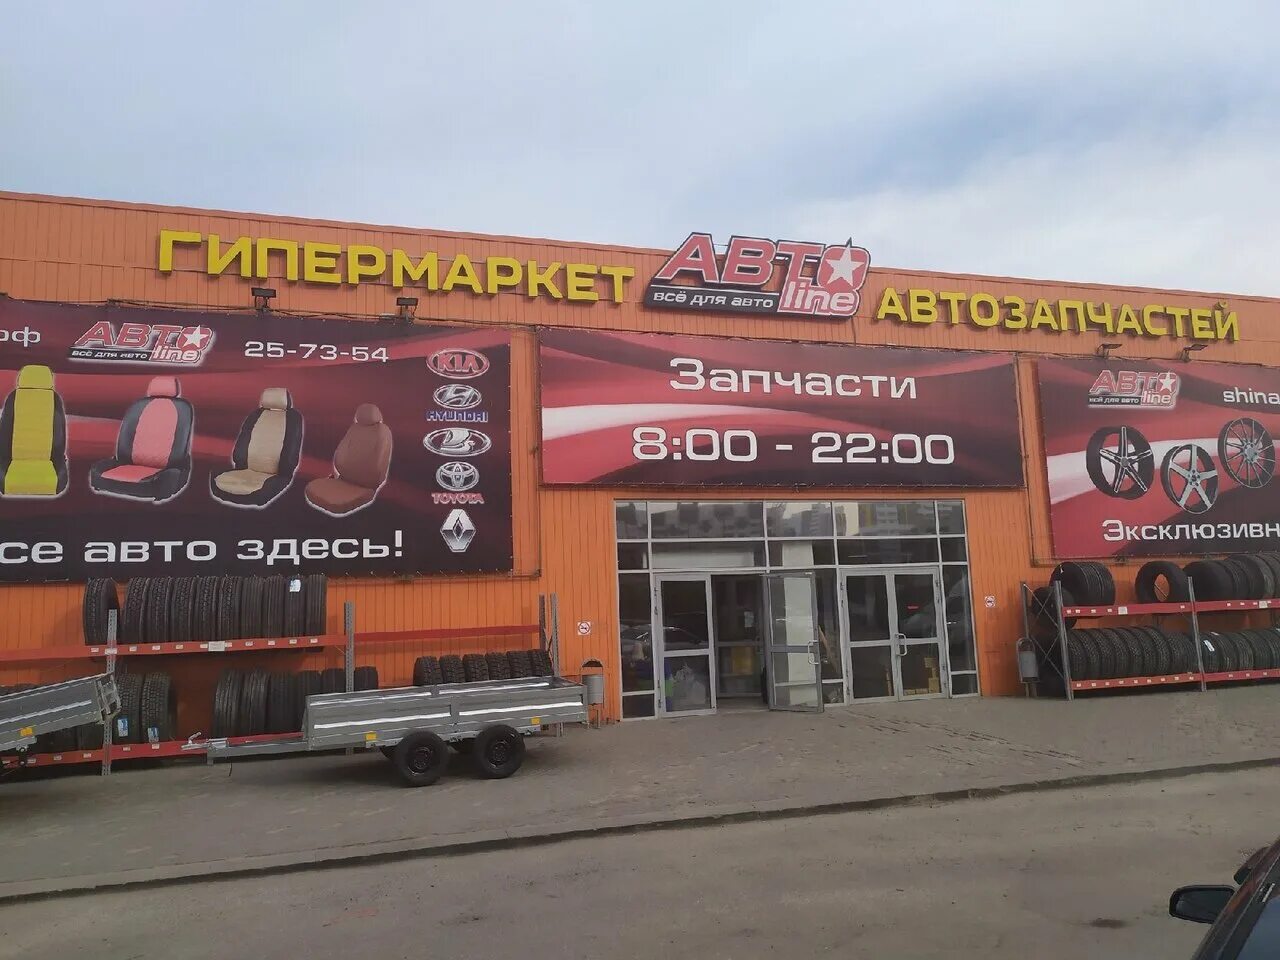 ГИПЕРМАРКЕТ
АВТО
line
всё для авто
АВТОЗАПЧАСТЕЙ
АВТО
line
всё для авто
25-73-54
KIA
HYUNDAI
TOYOTA
се авто здесь!
Запчасти
8:00 - 22:00
АВТО
line
всё для авто
shina
Эксклюзивн